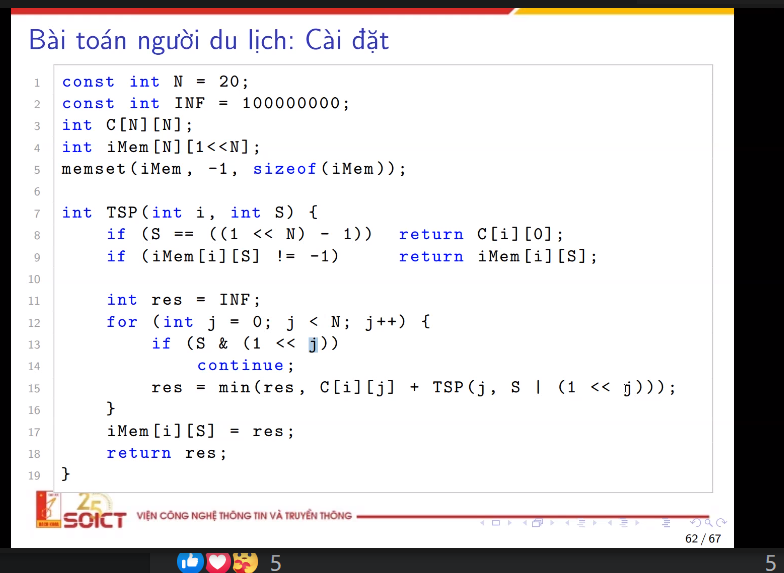 Bài toán người du lịch: Cài đặt
1 const int N = 20;
2 const int INF = 100000000;
3 int C[N][N];
4 int iMem[N][1<<N];
5 memset(iMem, -1, sizeof(iMem));
6
7 int TSP(int i, int S) {
8 if (S == ((1 << N) - 1)) return C[i][0];
9 if (iMem[i][S] != -1) return iMem[i][S];
10
11 int res = INF;
12 for (int j = 0; j < N; j++) {
13 if (S & (1 << j))
14 continue;
15 res = min(res, C[i][j] + TSP(j, S | (1 << j)));
16 }
17 iMem[i][S] = res;
18 return res;
19 }
25
SOICT VIỆN CÔNG NGHỆ THÔNG TIN VÀ TRUYỀN THÔNG
62 / 67
5 5